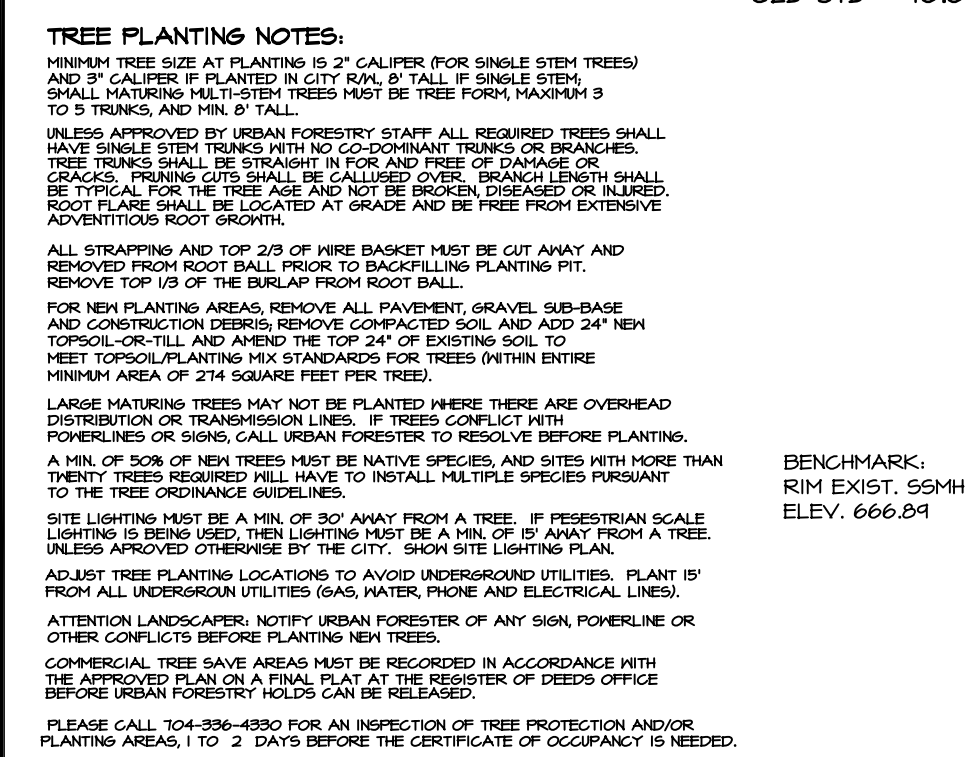 TREE PLANTING NOTES:
MINIMUM TREE SIZE AT PLANTING IS 2" CALIPER (FOR SINGLE STEM TREES)
AND 3" CALIPER IF PLANTED IN CITY R/W., 8' TALL IF SINGLE STEM;
SMALL MATURING MULTI-STEM TREES MUST BE TREE FORM, MAXIMUM 3
TO 5 TRUNKS, AND MIN. 8' TALL.
UNLESS APPROVED BY URBAN FORESTRY STAFF ALL REQUIRED TREES SHALL
HAVE SINGLE STEM TRUNKS WITH NO CO-DOMINANT TRUNKS OR BRANCHES.
TREE TRUNKS SHALL BE STRAIGHT IN FOR AND FREE OF DAMAGE OR
CRACKS. PRUNING CUTS SHALL BE CALLUSED OVER. BRANCH LENGTH SHALL
BE TYPICAL FOR THE TREE AGE AND NOT BE BROKEN, DISEASED OR INJURED.
ROOT FLARE SHALL BE LOCATED AT GRADE AND BE FREE FROM EXTENSIVE
ADVENTITIOUS ROOT GROWTH.
ALL STRAPPING AND TOP 2/3 OF WIRE BASKET MUST BE CUT AWAY AND
REMOVED FROM ROOT BALL PRIOR TO BACKFILLING PLANTING PIT.
REMOVE TOP 1/3 OF THE BURLAP FROM ROOT BALL.
FOR NEW PLANTING AREAS, REMOVE ALL PAVEMENT, GRAVEL SUB-BASE
AND CONSTRUCTION DEBRIS; REMOVE COMPACTED SOIL AND ADD 24" NEW
TOPSOIL-OR-TILL AND AMEND THE TOP 24" OF EXISTING SOIL TO
MEET TOPSOIL/PLANTING MIX STANDARDS FOR TREES (WITHIN ENTIRE
MINIMUM AREA OF 274 SQUARE FEET PER TREE).
LARGE MATURING TREES MAY NOT BE PLANTED WHERE THERE ARE OVERHEAD
DISTRIBUTION OR TRANSMISSION LINES. IF TREES CONFLICT WITH
POWERLINES OR SIGNS, CALL URBAN FORESTER TO RESOLVE BEFORE PLANTING.
A MIN. OF 50% OF NEW TREES MUST BE NATIVE SPECIES, AND SITES WITH MORE THAN
TWENTY TREES REQUIRED WILL HAVE TO INSTALL MULTIPLE SPECIES PURSUANT
TO THE TREE ORDINANCE GUIDELINES.
SITE LIGHTING MUST BE A MIN. OF 30' AWAY FROM A TREE. IF PESESTRIAN SCALE
LIGHTING IS BEING USED, THEN LIGHTING MUST BE A MIN. OF 15' AWAY FROM A TREE.
UNLESS APROVED OTHERWISE BY THE CITY. SHOW SITE LIGHTING PLAN.
ADJUST TREE PLANTING LOCATIONS TO AVOID UNDERGROUND UTILITIES. PLANT 15'
FROM ALL UNDERGROUN UTILITIES (GAS, WATER, PHONE AND ELECTRICAL LINES).
ATTENTION LANDSCAPER: NOTIFY URBAN FORESTER OF ANY SIGN, POWERLINE OR
OTHER CONFLICTS BEFORE PLANTING NEW TREES.
COMMERCIAL TREE SAVE AREAS MUST BE RECORDED IN ACCORDANCE WITH
THE APPROVED PLAN ON A FINAL PLAT AT THE REGISTER OF DEEDS OFFICE
BEFORE URBAN FORESTRY HOLDS CAN BE RELEASED.
PLEASE CALL 704-336-4330 FOR AN INSPECTION OF TREE PROTECTION AND/OR
PLANTING AREAS, 1 TO 2 DAYS BEFORE THE CERTIFICATE OF OCCUPANCY IS NEEDED.
BENCHMARK:
RIM EXIST. SSMH
ELEV. 666.89